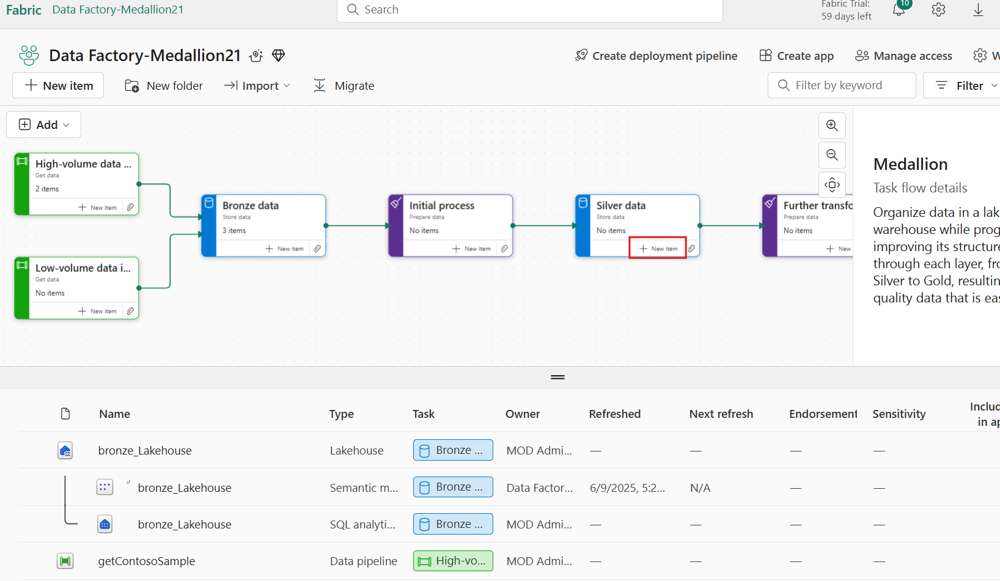 Fabric Data Factory-Medallion21
Search
Fabric Trial:
59 days left
10
Data Factory-Medallion21
Create deployment pipeline
Create app
Manage access
W
New item
New folder
Import
Migrate
Filter by keyword
Filter
Add
High-volume data ...
Get data
2 items
New item
Low-volume data i...
Get data
No items
New item
Bronze data
Store data
3 items
New item
Initial process
Prepare data
No items
New item
Silver data
Store data
No items
New item
Further transfo
Prepare data
No items
New
Medallion
Task flow details
Organize data in a lak
warehouse while prog
improving its structure
through each layer, fro
Silver to Gold, resultin
quality data that is eas
Name Type Task Owner Refreshed Next refresh Endorsement Sensitivity Includ
in ap
bronze_Lakehouse Lakehouse Bronze ... MOD Admi... — — — —
bronze_Lakehouse Semantic m... Bronze ... Data Factor... 6/9/2025, 5:2... N/A — —
bronze_Lakehouse SQL analyti... Bronze ... MOD Admi... — — — —
getContosoSample Data pipeline High-vo... MOD Admi... — — — —